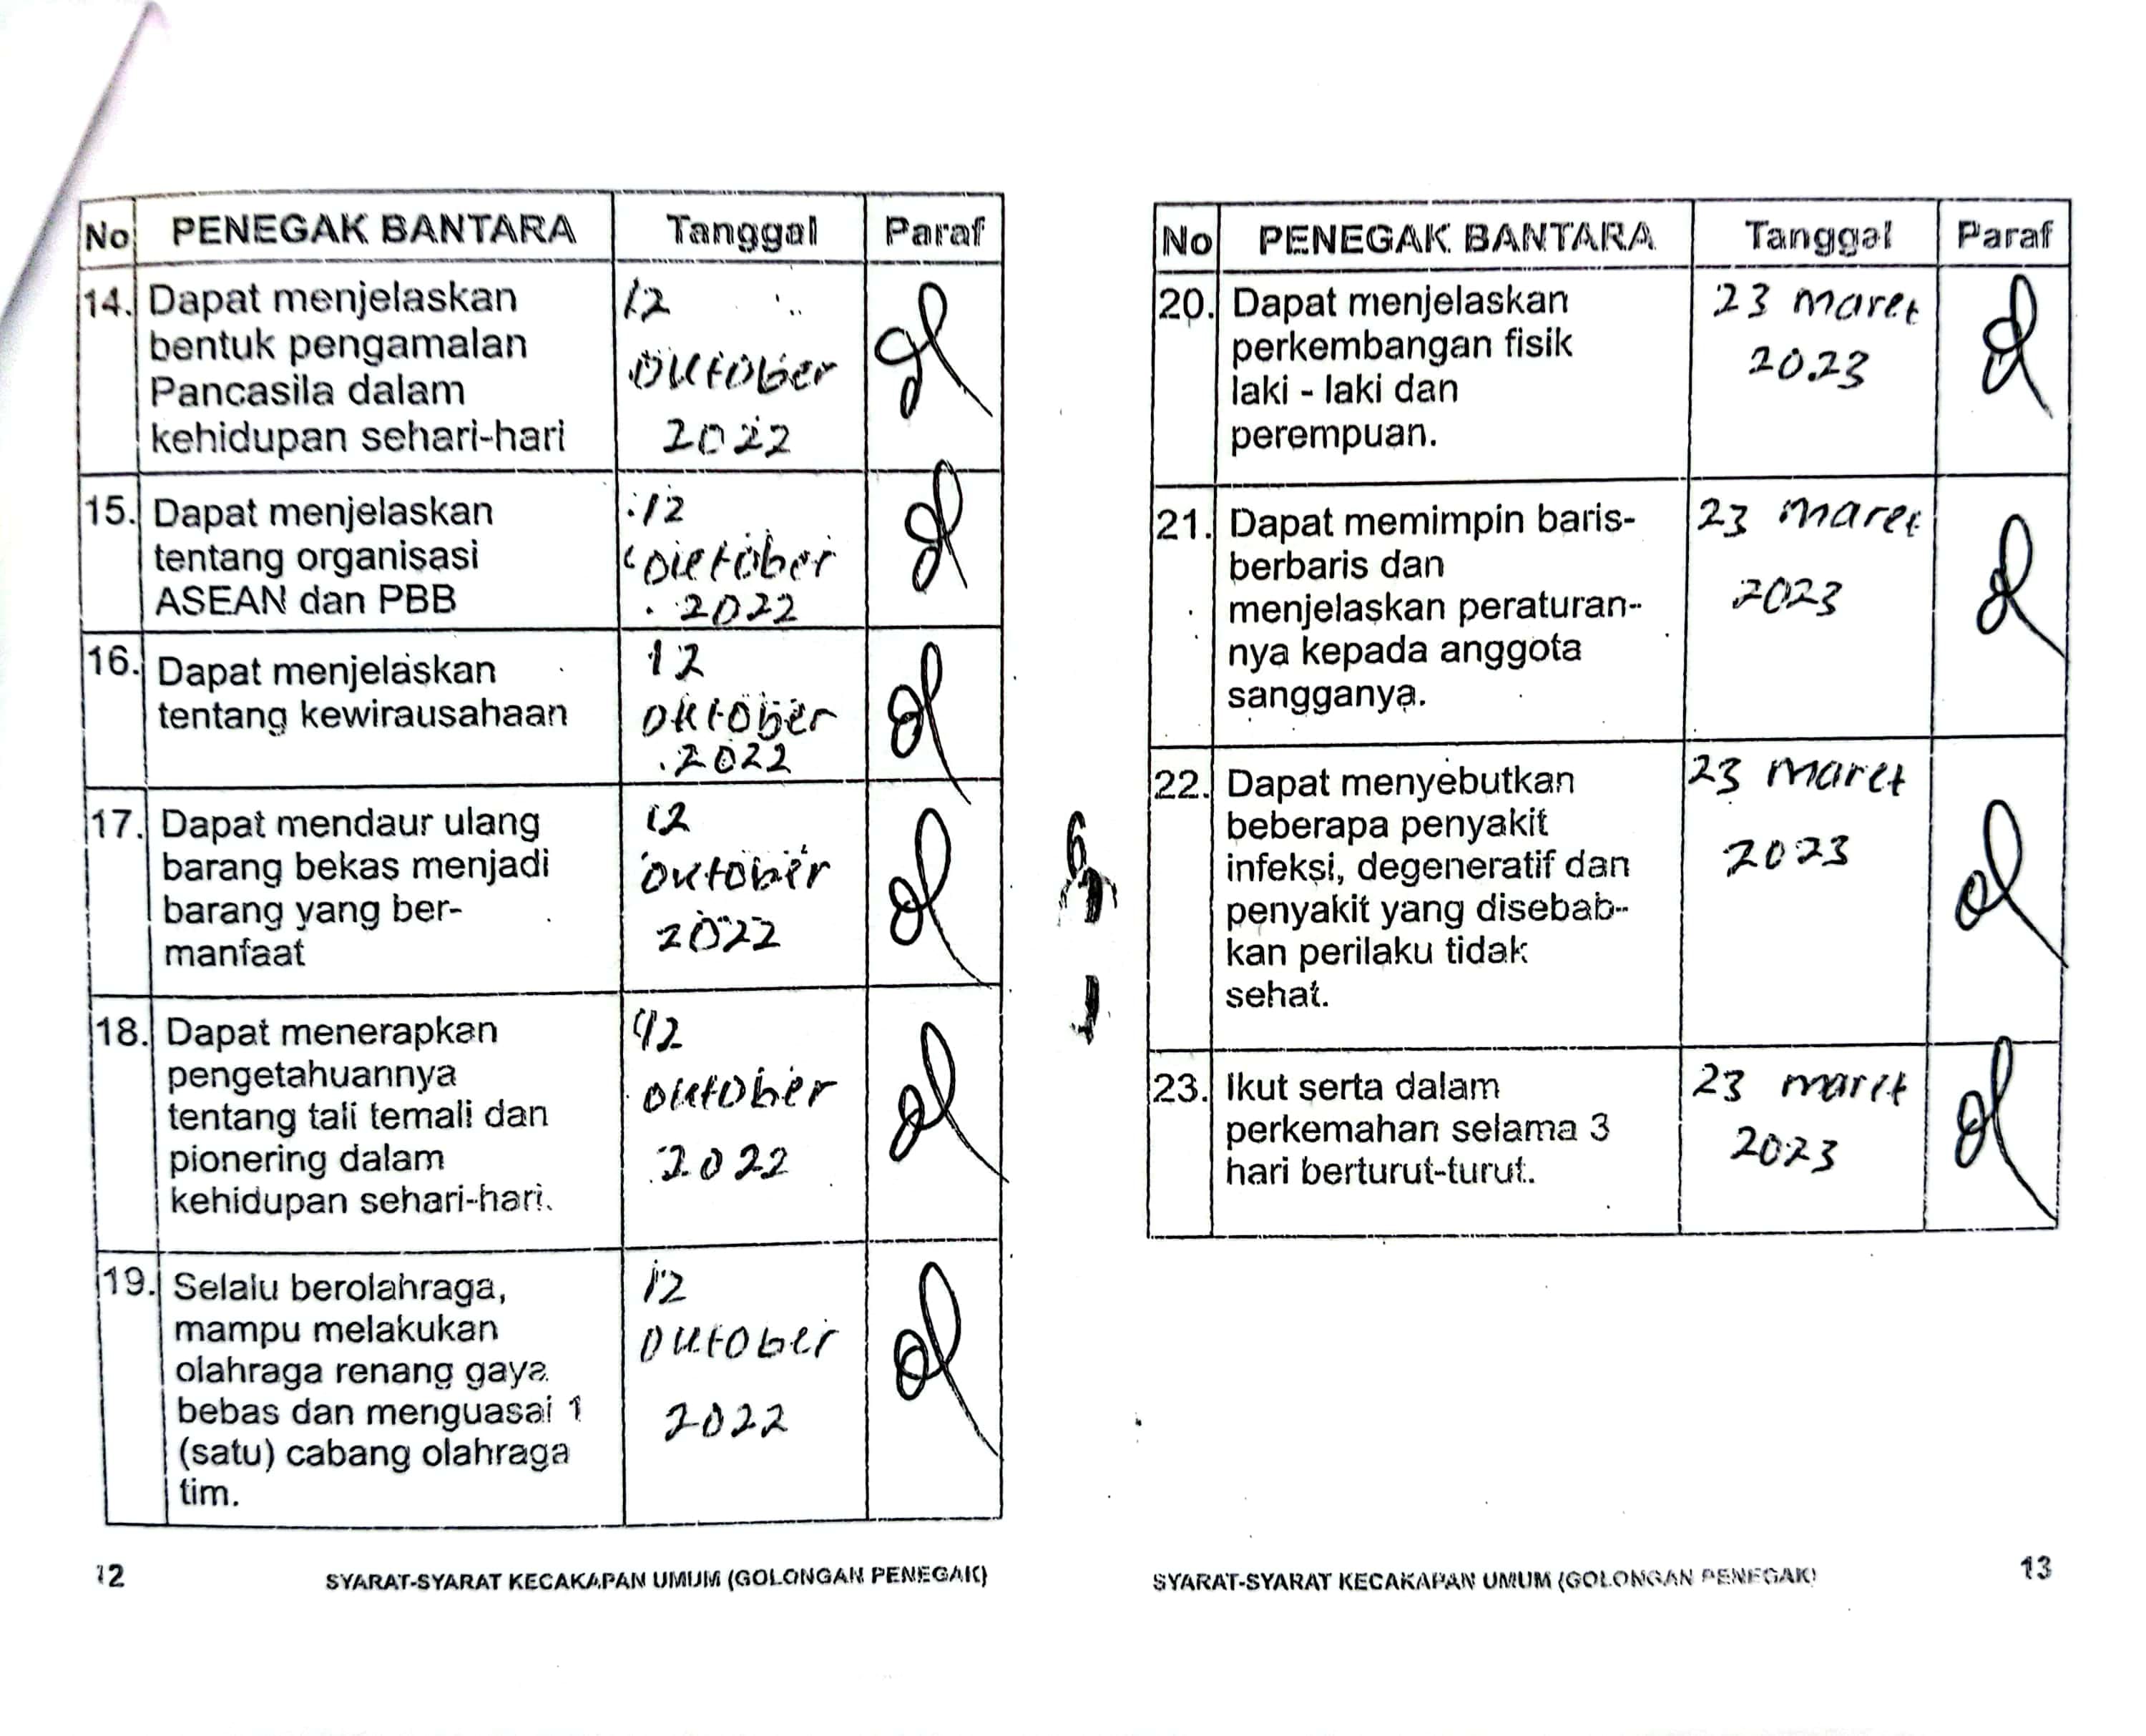 No PENEGAK BANTARA Tanggal Paraf
14. Dapat menjelaskan 12
bentuk pengamalan Oktober
Pancasila dalam 2022
kehidupan sehari-hari
15. Dapat menjelaskan 12
tentang organisasi Oktober
ASEAN dan PBB 2022
16. Dapat menjelaskan 12
tentang kewirausahaan Oktober
2022
17. Dapat mendaur ulang 12
barang bekas menjadi Oktober
barang yang ber- 2022
manfaat
18. Dapat menerapkan 12
pengetahuannya Oktober
tentang tali temali dan 2022
pionering dalam
kehidupan sehari-hari.
19. Selalu berolahraga, 12
mampu melakukan Oktober
olahraga renang gaya 2022
bebas dan menguasai 1
(satu) cabang olahraga
tim.
12 SYARAT-SYARAT KECAKAPAN UMUM (GOLONGAN PENEGAK)
No PENEGAK BANTARA Tanggal Paraf
20. Dapat menjelaskan 23 maret
perkembangan fisik 2023
laki - laki dan
perempuan.
21. Dapat memimpin baris- 23 maret
berbaris dan 2023
menjelaskan peraturan-
nya kepada anggota
sangganya.
22. Dapat menyebutkan 23 maret
beberapa penyakit 2023
infeksi, degeneratif dan
penyakit yang disebab-
kan perilaku tidak
sehat.
23. Ikut serta dalam 23 maret
perkemahan selama 3 2023
hari berturut-turut.
SYARAT-SYARAT KECAKAPAN UMUM (GOLONGAN PENEGAK) 13